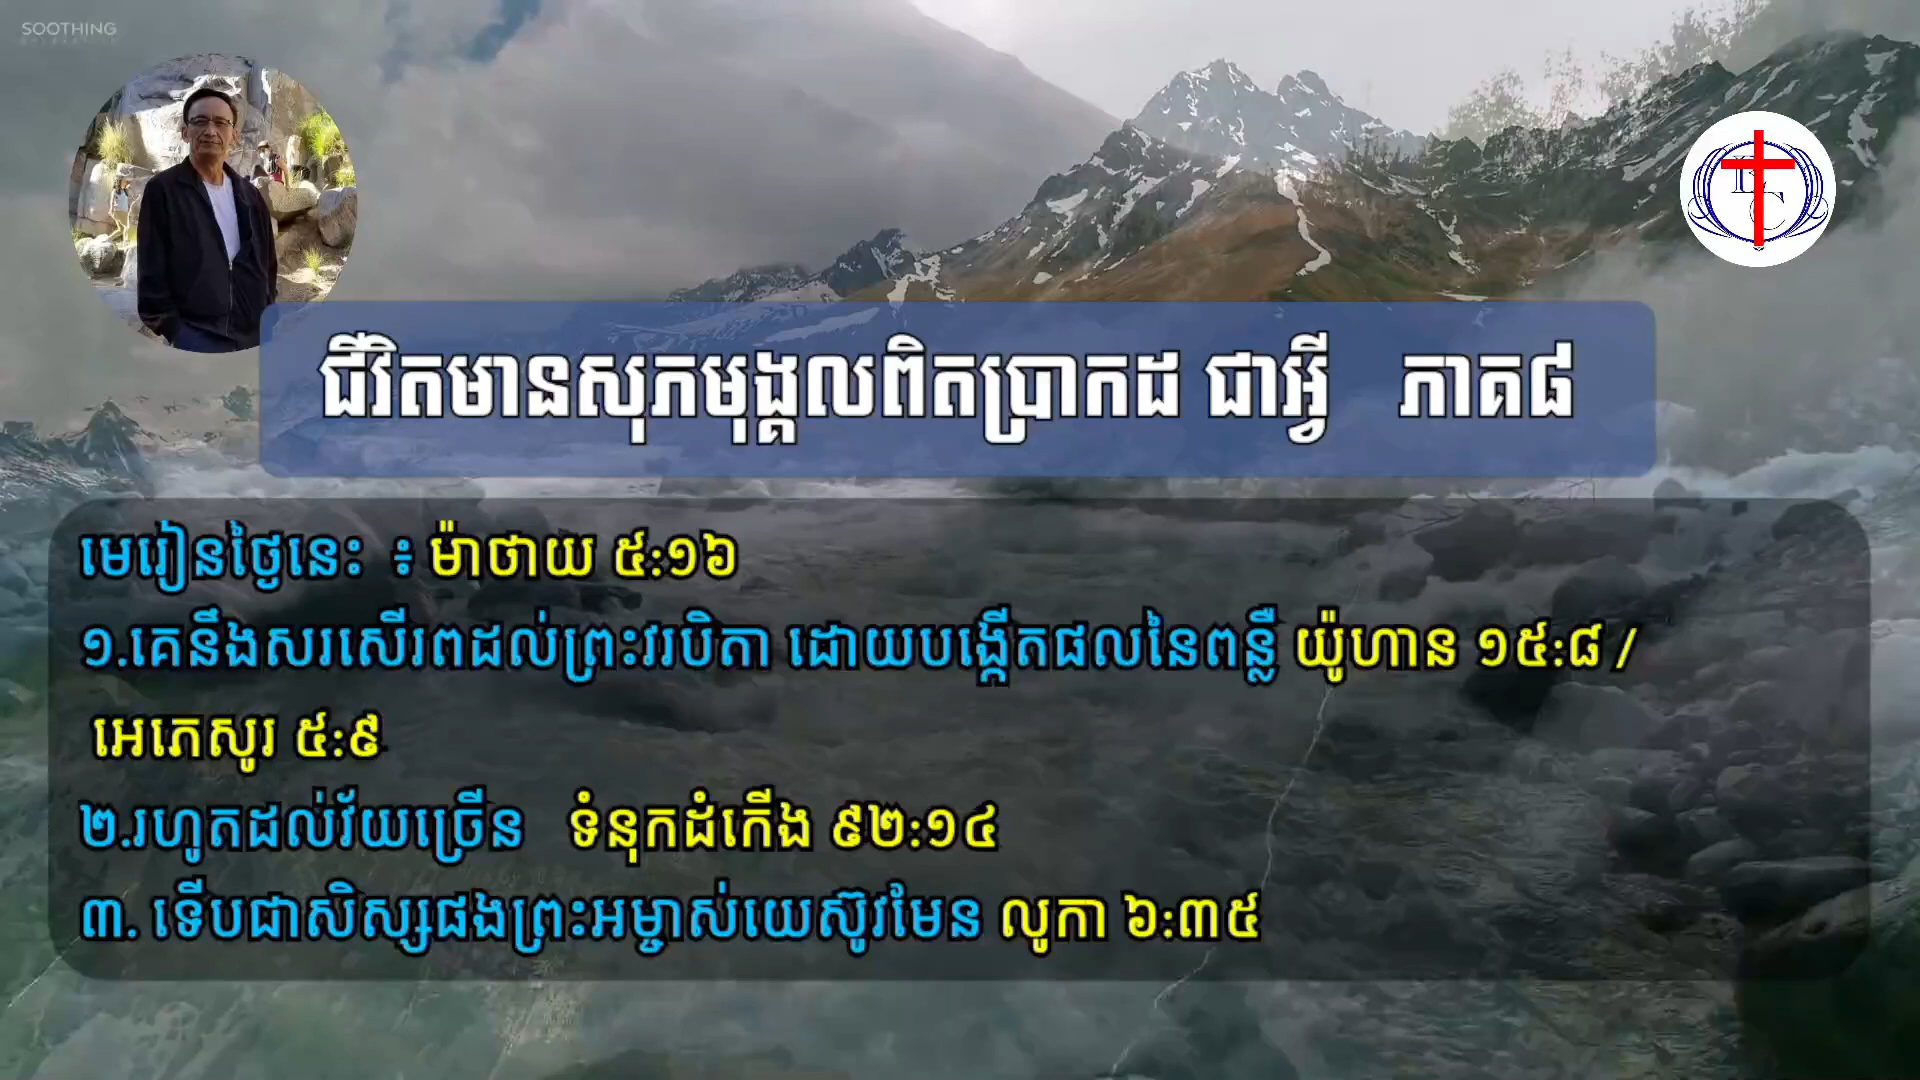 SOOTHING
ជីវិតមានសុភមុង្គលពិតប្រាកដ ជាអ្វី ភាគ៨
មេរៀនថ្ងៃនេះ ៖ ម៉ាថាយ ៥:១៦
១.គេនឹងសរសើរពដល់ព្រះវរបិតា ដោយបង្កើតផលនៃពន្លឺ យ៉ូហាន ១៥:៨ /
អេភេសូរ ៥:៩
២.រហូតដល់វ័យច្រើន ទំនុកដំកើង ៩២:១៤
៣. ទើបជាសិស្សផងព្រះអម្ចាស់យេស៊ូវមែន លូកា ៦:៣៥